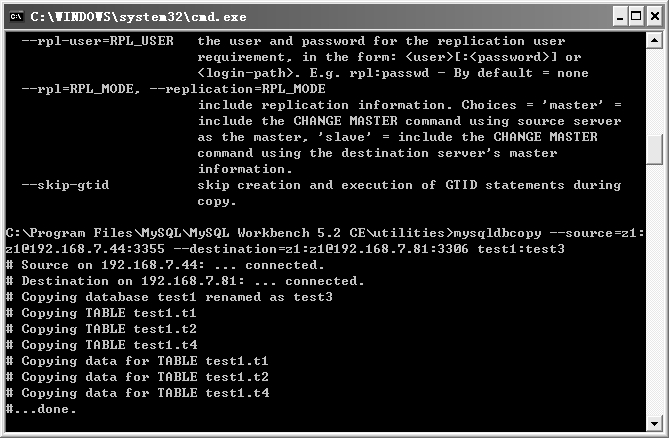 C:\WINDOWS\system32\cmd.exe
--rpl-user=RPL_USER   the user and password for the replication user
requirement, in the form: <user>[:<password>] or
<login-path>. E.g. rpl:passwd - By default = none
--rpl=RPL_MODE, --replication=RPL_MODE
include replication information. Choices = 'master' =
include the CHANGE MASTER command using source server
as the master, 'slave' = include the CHANGE MASTER
command using the destination server's master
information.
--skip-gtid           skip creation and execution of GTID statements during
copy.
C:\Program Files\MySQL\MySQL Workbench 5.2 CE\utilities>mysqldbcopy --source=z1:
z1@192.168.7.44:3355 --destination=z1:z1@192.168.7.81:3306 test1:test3
# Source on 192.168.7.44: ... connected.
# Destination on 192.168.7.81: ... connected.
# Copying database test1 renamed as test3
# Copying TABLE test1.t1
# Copying TABLE test1.t2
# Copying TABLE test1.t4
# Copying data for TABLE test1.t1
# Copying data for TABLE test1.t2
# Copying data for TABLE test1.t4
#...done.